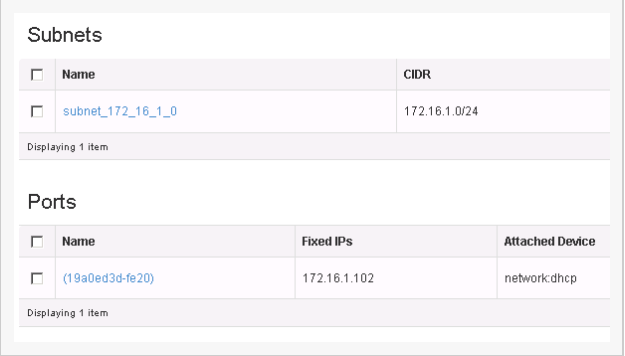 Subnets
Name CIDR
subnet_172_16_1_0 172.16.1.0/24
Displaying 1 item
Ports
Name Fixed IPs Attached Device
(19a0ed3d-fe20) 172.16.1.102 network:dhcp
Displaying 1 item